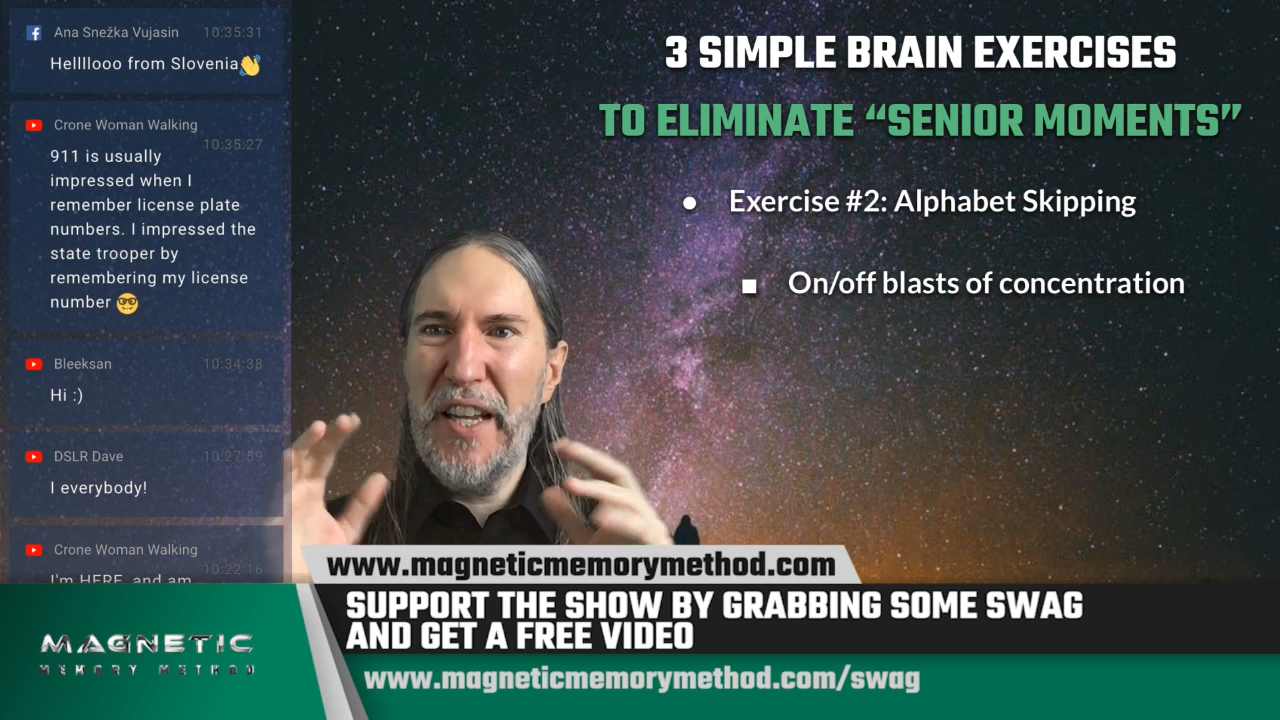 Ana Snežka Vujasin 10:35:31
Hellllooo from Slovenia👋
Crone Woman Walking
10:35:27
911 is usually
impressed when I
remember license plate
numbers. I impressed the
state trooper by
remembering my license
number 🤓
Bleeksan 10:34:38
Hi :)
DSLR Dave 10:27:59
I everybody!
Crone Woman Walking
10:22:16
I'm HERE, and am
3 SIMPLE BRAIN EXERCISES
TO ELIMINATE “SENIOR MOMENTS”
● Exercise #2: Alphabet Skipping
■ On/off blasts of concentration
www.magneticmemorymethod.com
SUPPORT THE SHOW BY GRABBING SOME SWAG
AND GET A FREE VIDEO
www.magneticmemorymethod.com/swag
MAGNETIC
MEMORY METHOD